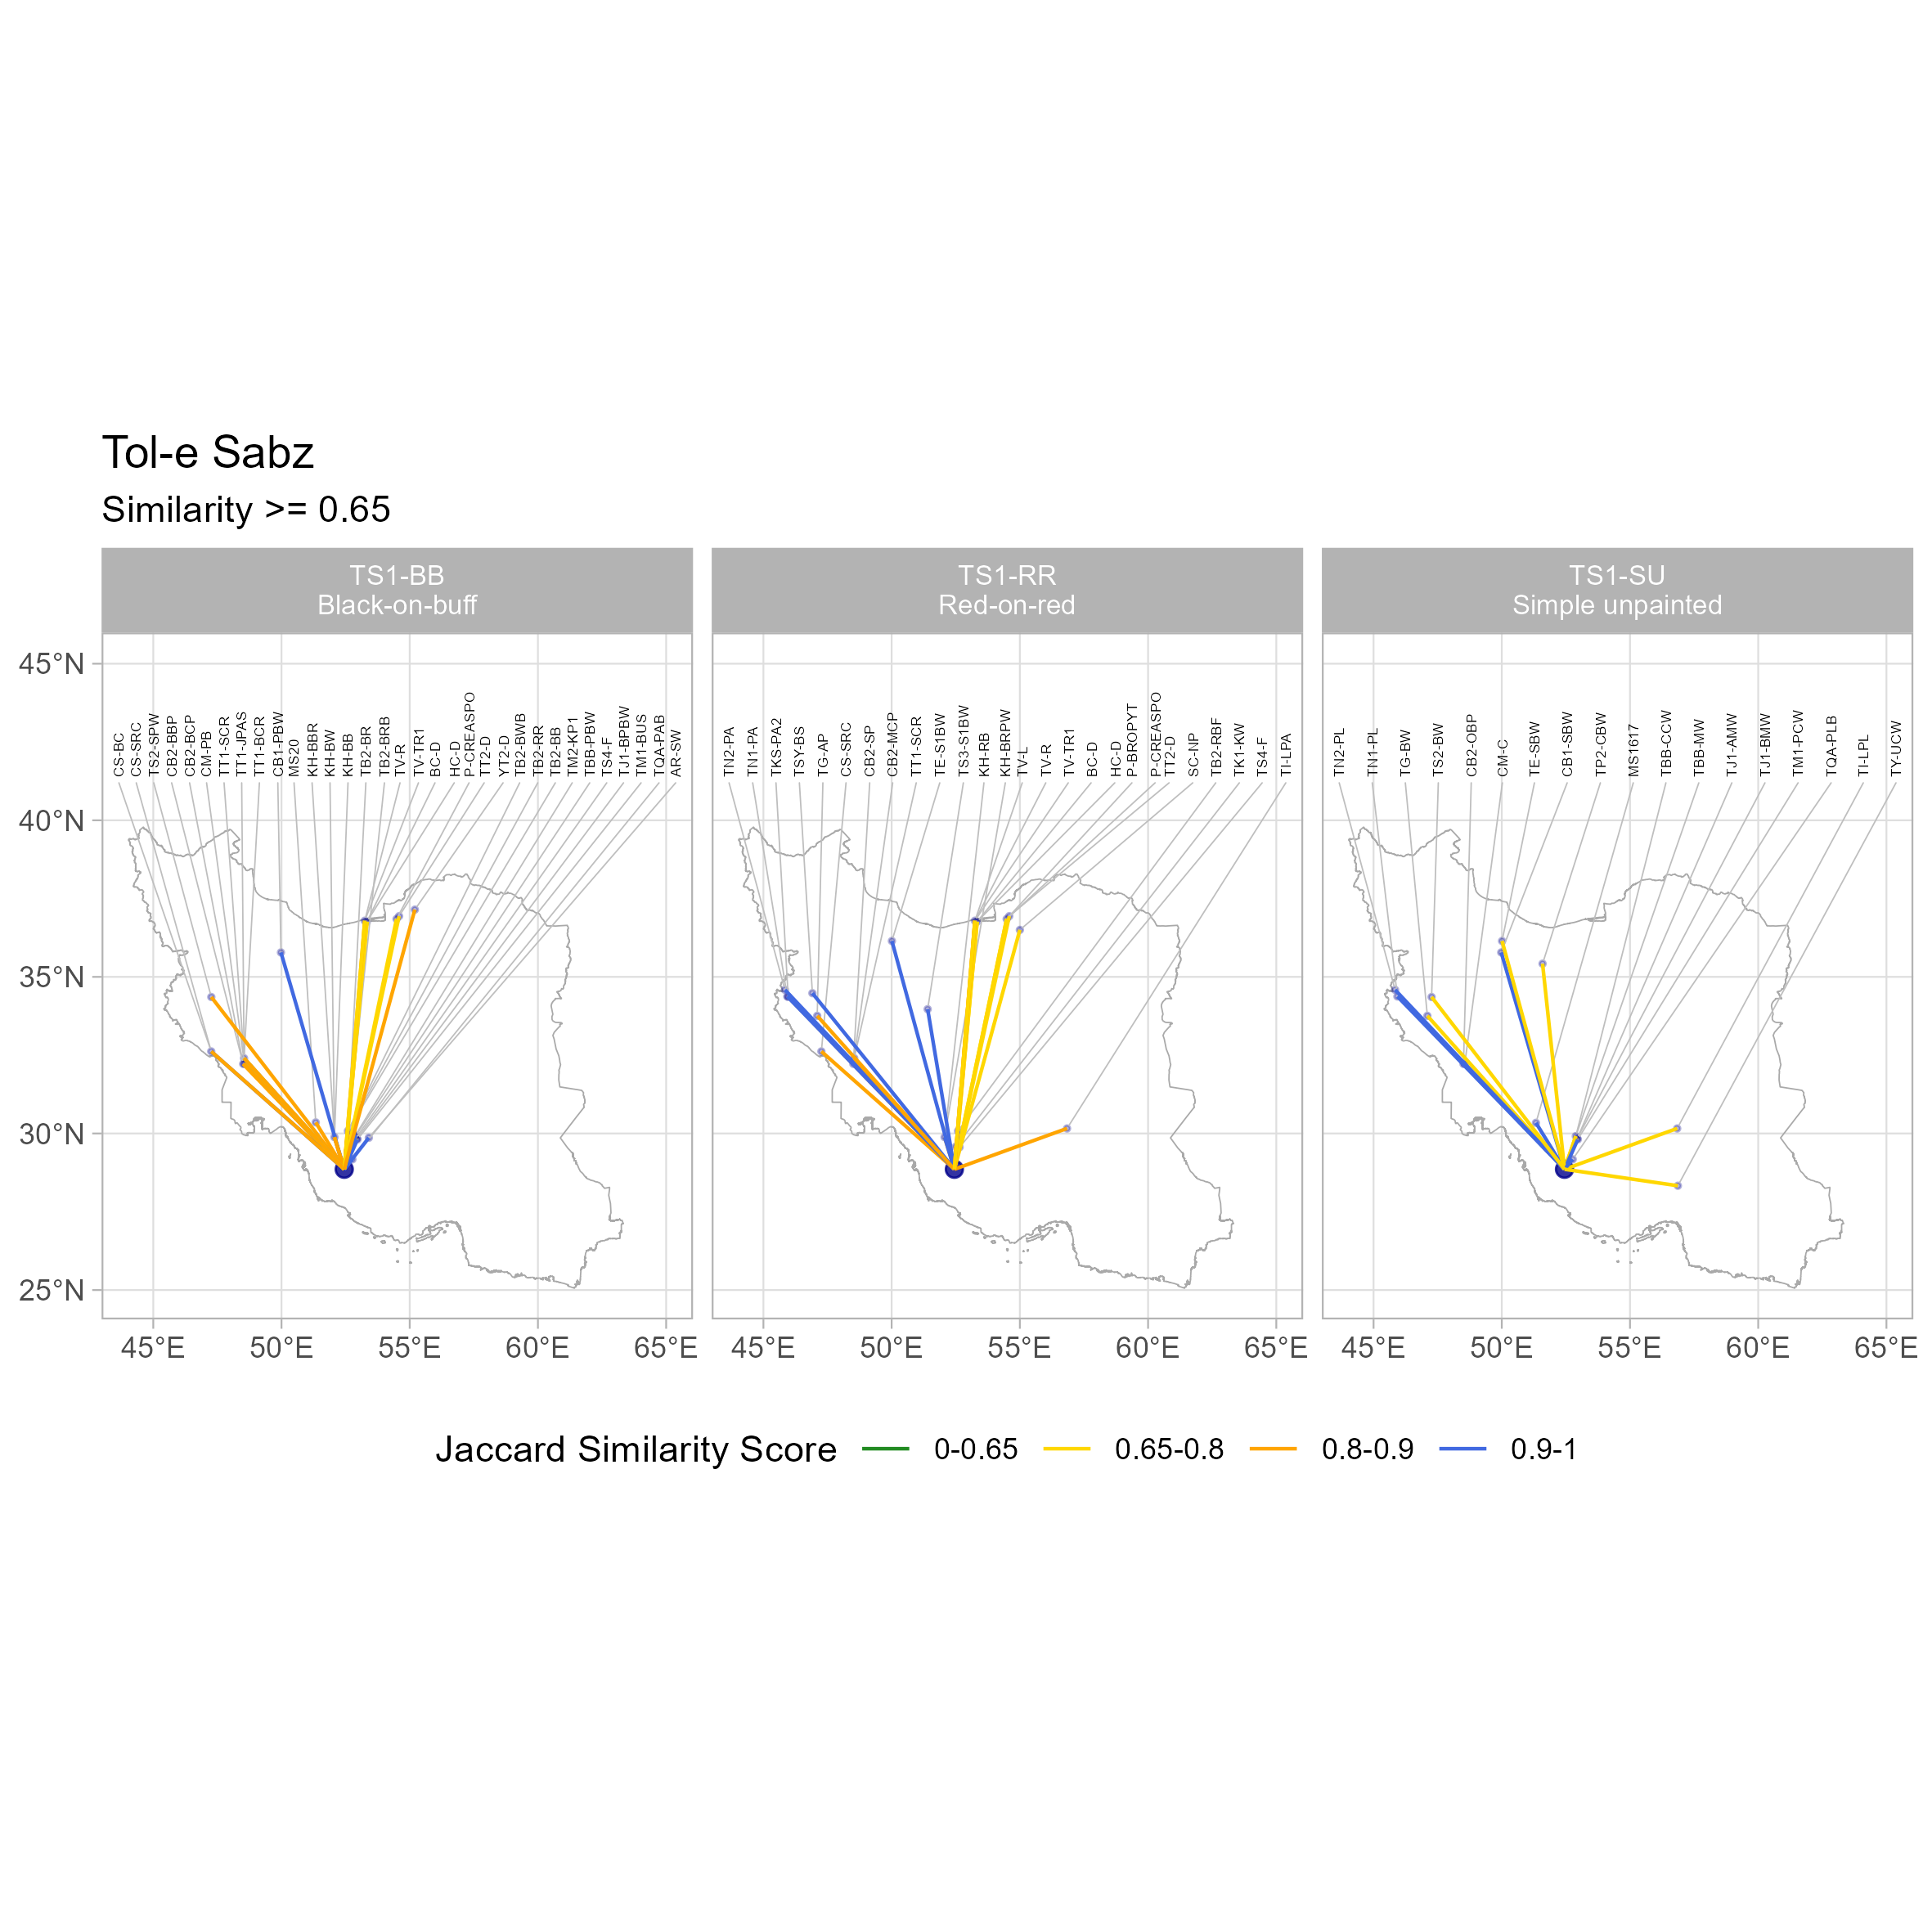 Tol-e Sabz
Similarity >= 0.65
TS1-BB
Black-on-buff
TS1-RR
Red-on-red
TS1-SU
Simple unpainted
45°N
40°N
35°N
30°N
25°N
CS-BC
CS-SRC
TS2-SPW
CB2-BBP
CB2-BCP
CM-PB
TT1-SCR
TT1-JPAS
TT1-BCR
CB1-PBW
MS20
KH-BBR
KH-BW
KH-BB
TB2-BR
TB2-BRB
TV-R
TV-TR1
BC-D
HC-D
P-CREASPO
TT2-D
YT2-D
TB2-BWB
TB2-RR
TB2-BB
TM2-KP1
TBB-PBW
TS4-F
TJ1-BPBW
TM1-BUS
TQA-PAB
AR-SW
TN2-PA
TN1-PA
TKS-PA2
TSY-BS
TG-AP
CS-SRC
CB2-SP
CB2-MCP
TT1-SCR
TE-S1BW
TS3-S1BW
KH-RB
KH-BRPW
TV-L
TV-R
TV-TR1
BC-D
HC-D
P-BROPYT
P-CREASPO
TT2-D
SC-NP
TB2-RBF
TK1-KW
TS4-F
TI-LPA
TN2-PL
TN1-PL
TG-BW
TS2-BW
CB2-OBP
CM-C
TE-SBW
CB1-SBW
TP2-CBW
MS1617
TBB-CCW
TBB-MW
TJ1-AMW
TJ1-BMW
TM1-PCW
TQA-PLB
TI-LPL
TY-UCW
45°E 50°E 55°E 60°E 65°E
45°E 50°E 55°E 60°E 65°E
45°E 50°E 55°E 60°E 65°E
Jaccard Similarity Score 0-0.65 0.65-0.8 0.8-0.9 0.9-1